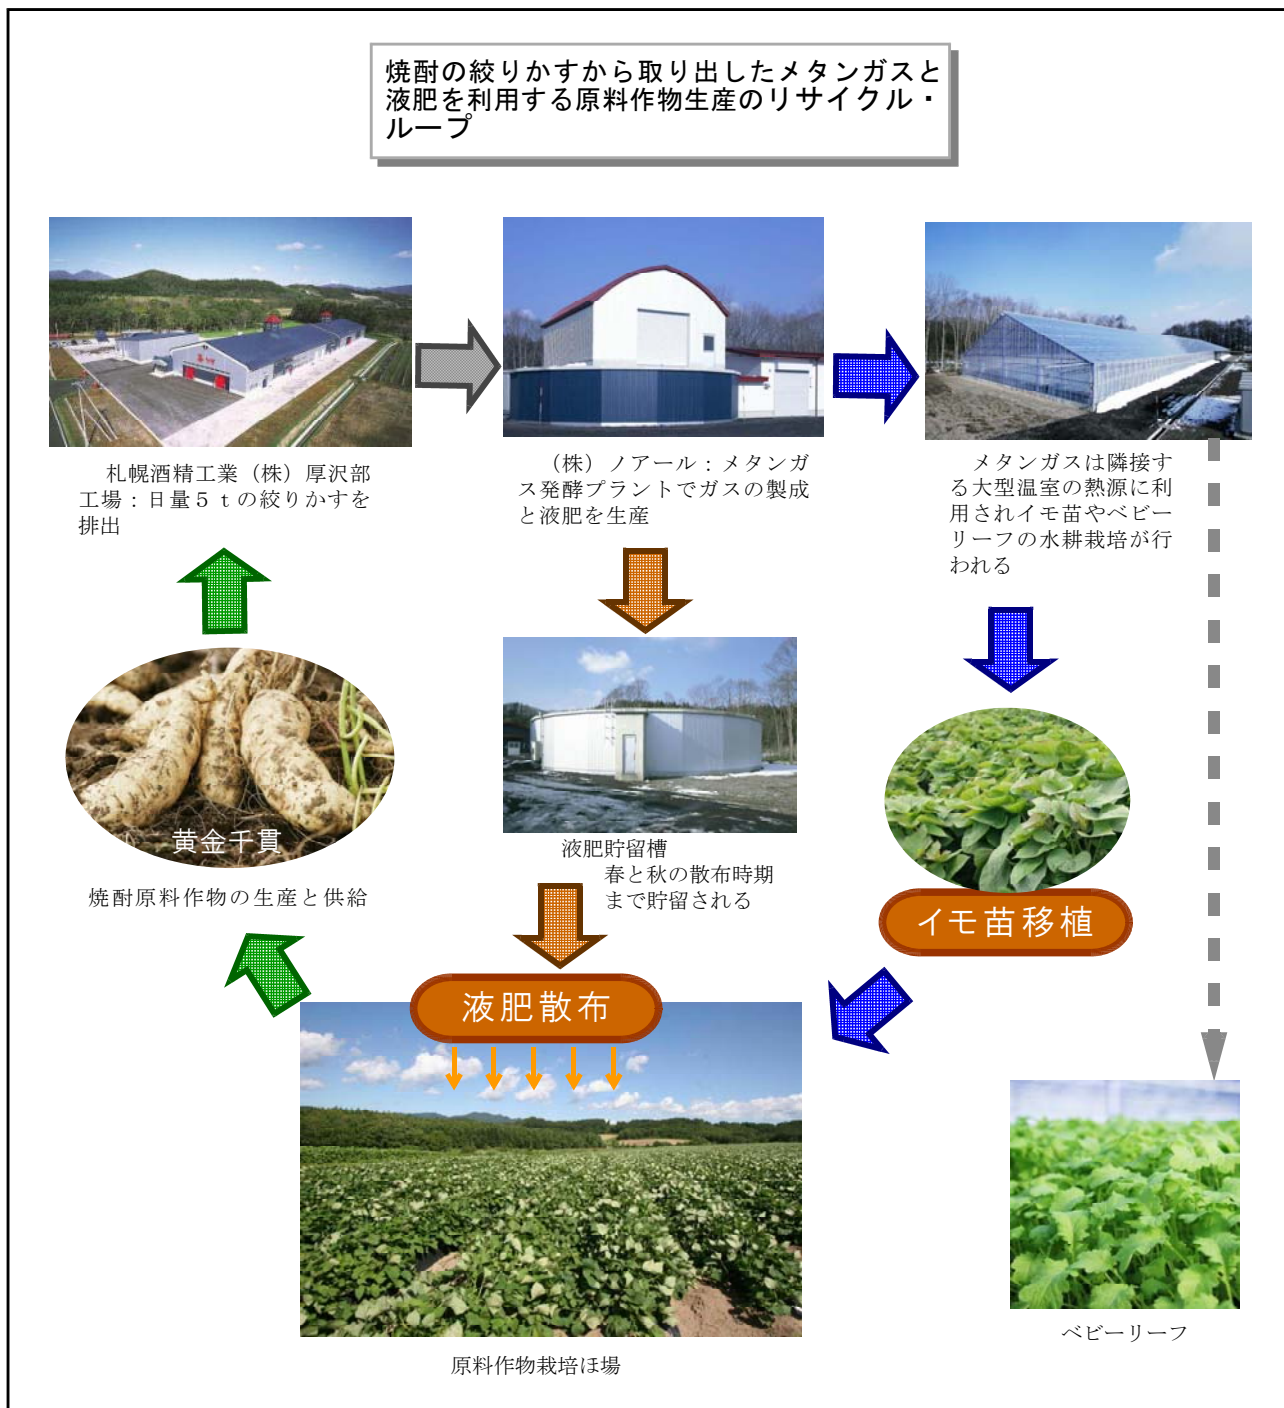 焼酎の絞りかすから取り出したメタンガスと
液肥を利用する原料作物生産のリサイクル・
ループ
札幌酒精工業（株）厚沢部
工場：日量５ｔの絞りかすを
排出
（株）ノアール：メタンガ
ス発酵プラントでガスの製成
と液肥を生産
メタンガスは隣接す
る大型温室の熱源に利
用されイモ苗やベビー
リーフの水耕栽培が行
われる
黄金千貫
焼酎原料作物の生産と供給
液肥貯留槽
春と秋の散布時期
まで貯留される
イモ苗移植
液肥散布
原料作物栽培ほ場
ベビーリーフ